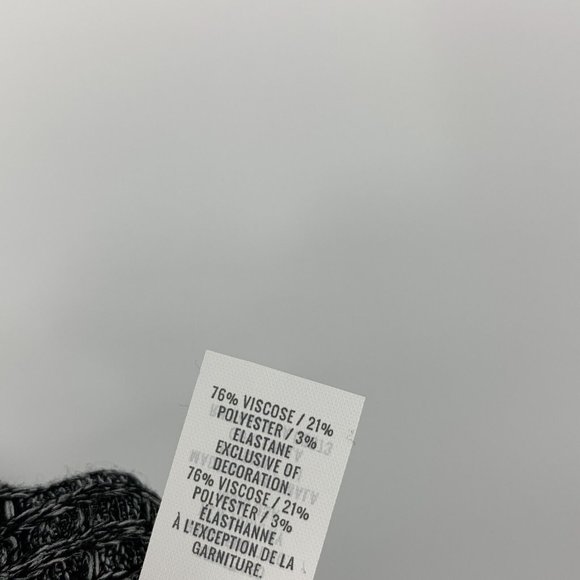 76% VISCOSE / 21%
POLYESTER / 3%
ELASTANE
EXCLUSIVE OF
DECORATION
76% VISCOSE / 21%
POLYESTER / 3%
ÉLASTHANNE
À L'EXCEPTION DE LA
GARNITURE.